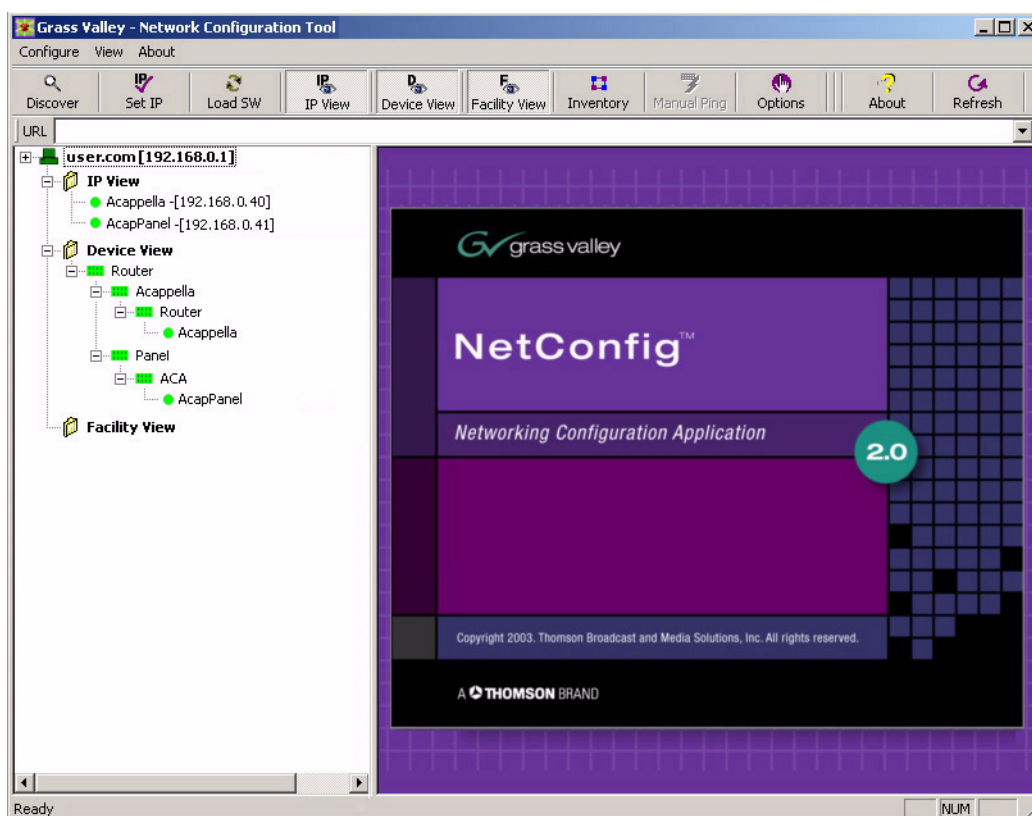 Grass Valley - Network Configuration Tool
Configure View About
Discover Set IP Load SW IP View Device View Facility View Inventory Manual Ping Options About Refresh
URL
user.com [192.168.0.1]
IP View
Acappella -[192.168.0.40]
AcapPanel -[192.168.0.41]
Device View
Router
Acappella
Router
Acappella
Panel
ACA
AcapPanel
Facility View
GV grass valley
NetConfig™
Networking Configuration Application
2.0
Copyright 2003. Thomson Broadcast and Media Solutions, Inc. All rights reserved.
A THOMSON BRAND
Ready NUM